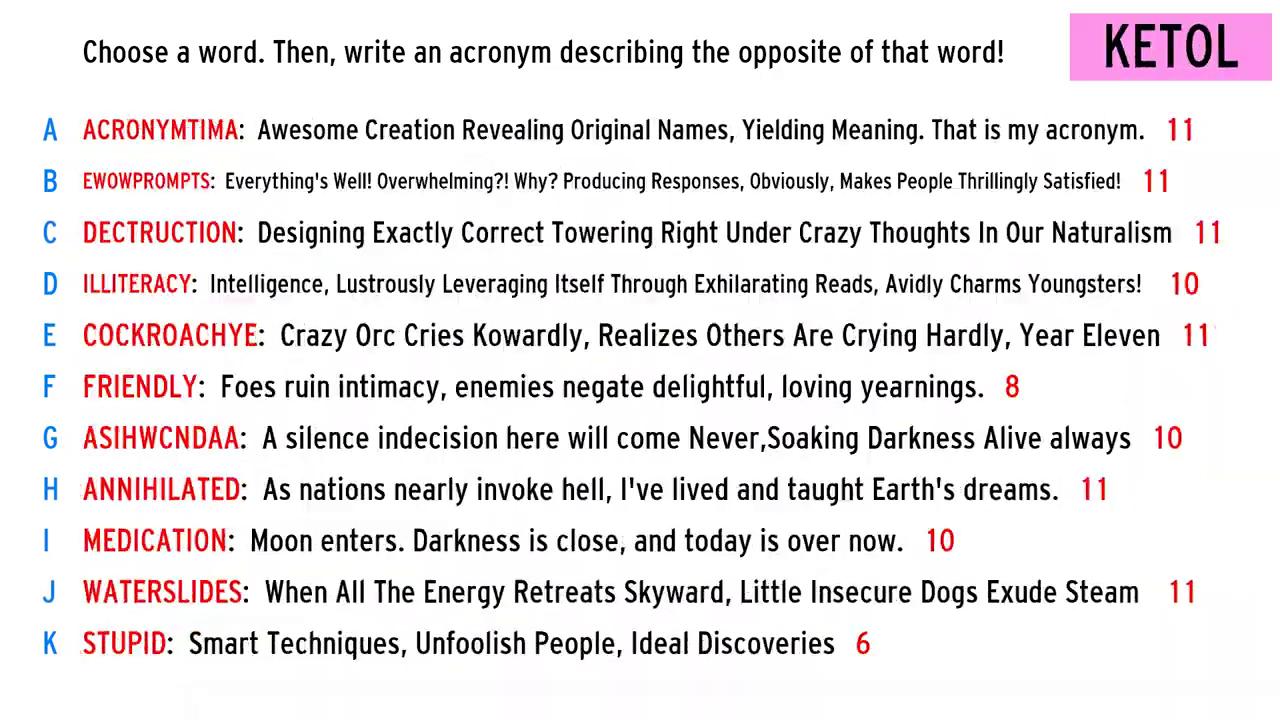 Choose a word. Then, write an acronym describing the opposite of that word!
KETOL
A ACRONYMTIMA: Awesome Creation Revealing Original Names, Yielding Meaning. That is my acronym. 11
B EWOWPROMPTS: Everything's Well! Overwhelming?! Why? Producing Responses, Obviously, Makes People Thrillingly Satisfied! 11
C DECTRUCTION: Designing Exactly Correct Towering Right Under Crazy Thoughts In Our Naturalism 11
D ILLITERACY: Intelligence, Lustrously Leveraging Itself Through Exhilarating Reads, Avidly Charms Youngsters! 10
E COCKROACHYE: Crazy Orc Cries Kowardly, Realizes Others Are Crying Hardly, Year Eleven 11
F FRIENDLY: Foes ruin intimacy, enemies negate delightful, loving yearnings. 8
G ASIHWCNDAA: A silence indecision here will come Never,Soaking Darkness Alive always 10
H ANNIHILATED: As nations nearly invoke hell, I've lived and taught Earth's dreams. 11
I MEDICATION: Moon enters. Darkness is close, and today is over now. 10
J WATERSLIDES: When All The Energy Retreats Skyward, Little Insecure Dogs Exude Steam 11
K STUPID: Smart Techniques, Unfoolish People, Ideal Discoveries 6